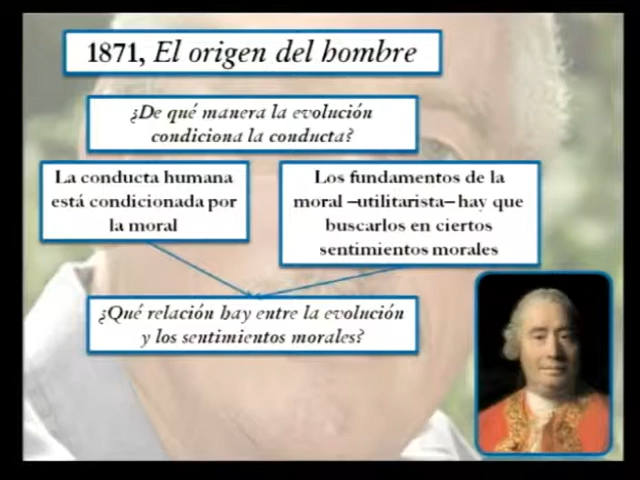 1871, El origen del hombre
¿De qué manera la evolución
condiciona la conducta?
La conducta humana
está condicionada por
la moral
Los fundamentos de la
moral –utilitarista– hay que
buscarlos en ciertos
sentimientos morales
¿Qué relación hay entre la evolución
y los sentimientos morales?